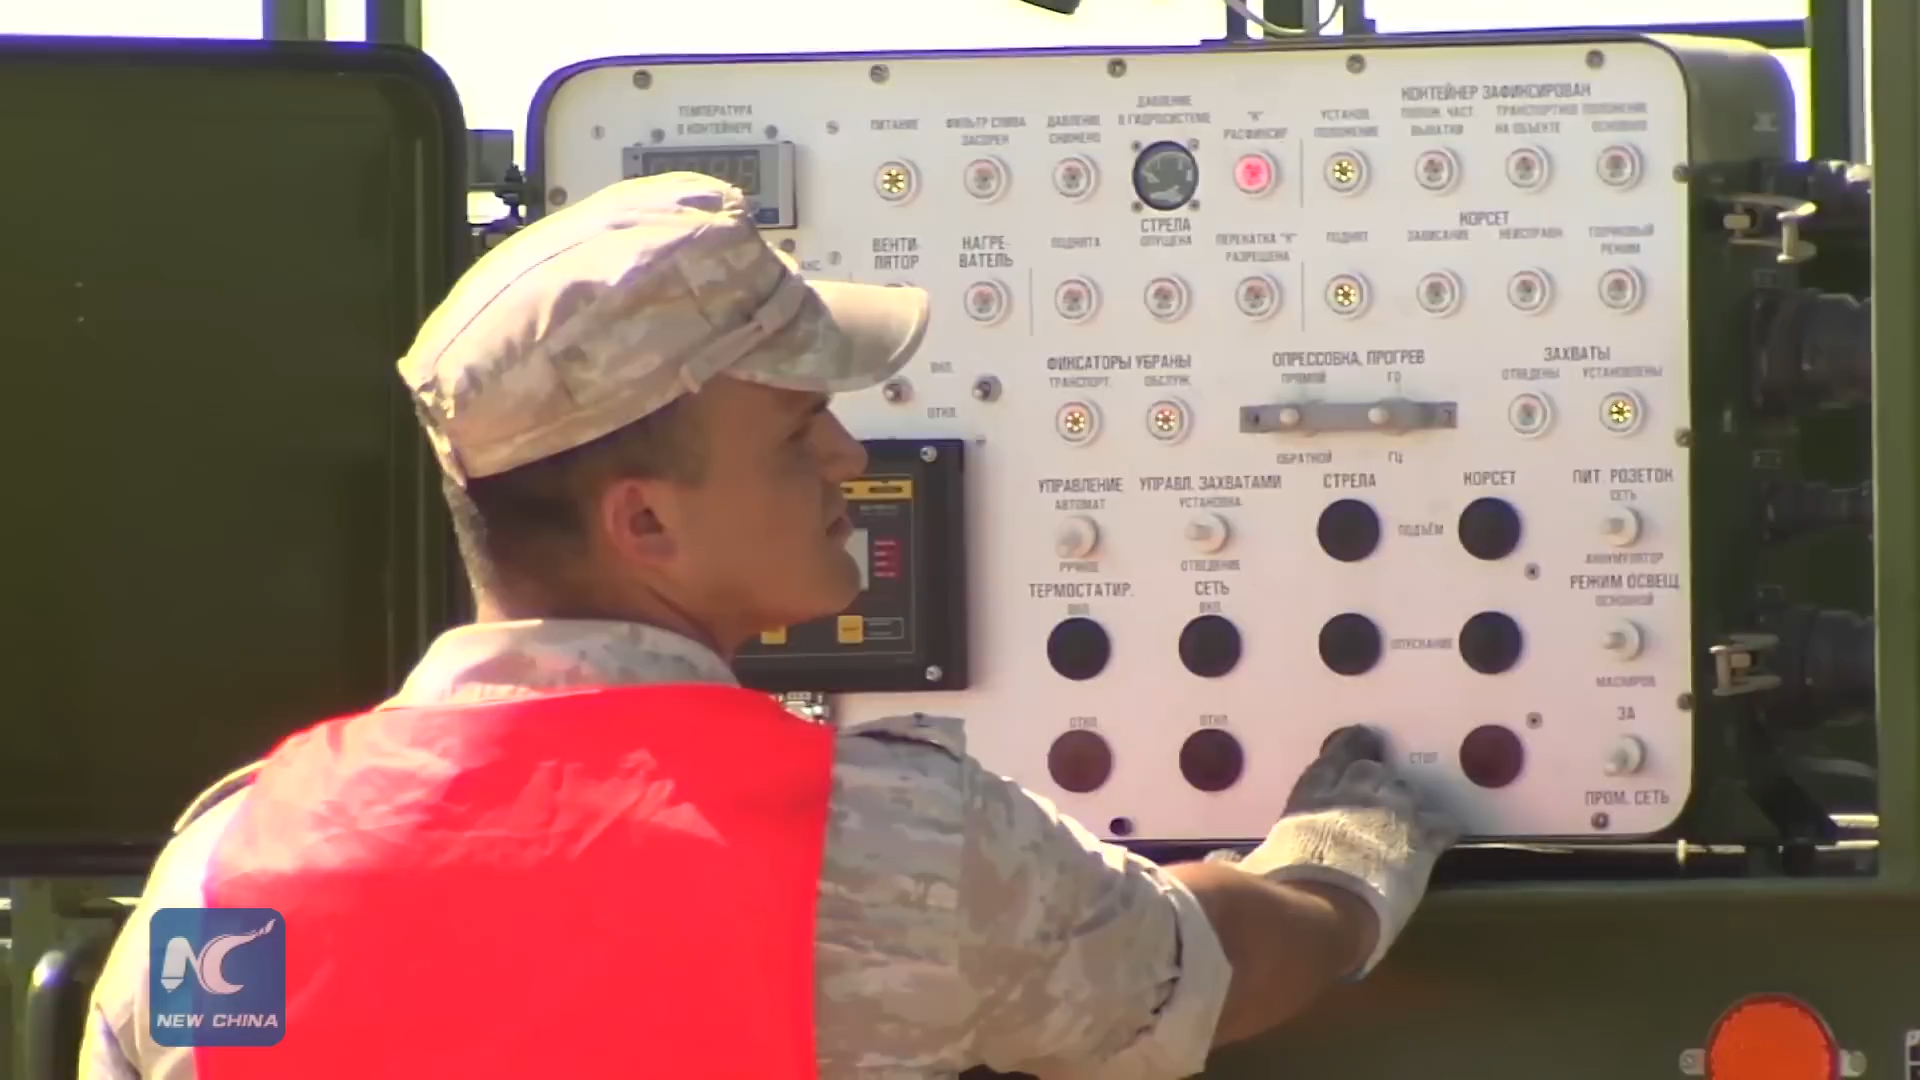 ТЕМПЕРАТУРА
В КОНТЕЙНЕРЕ
ПИТАНИЕ
ФИЛЬТР СЛИВА
ЗАСОРЕН
ДАВЛЕНИЕ
СНИЖЕНО
ДАВЛЕНИЕ
В ГИДРОСИСТЕМЕ
"К"
РАСФИКСИР
КОНТЕЙНЕР ЗАФИКСИРОВАН
УСТАНОВ.
ПОЛОЖЕНИЕ
ПОЛОЖ. ЧАСТ.
ВЫКАТКИ
ТРАНСПОРТНОЕ ПОЛОЖЕНИЕ
НА ОБЪЕКТЕ
ОСНОВНОЕ
ВЕНТИ-
ЛЯТОР
НАГРЕ-
ВАТЕЛЬ
СТРЕЛА
ПОДНЯТА
ОПУЩЕНА
ПЕРЕКАТКА "К"
РАЗРЕШЕНА
КОРСЕТ
ПОДНЯТ
ЗАВИСАНИЕ
НЕИСПРАВН
ТОРМОЗНЫЙ
РЕЖИМ
ВКЛ.
ОТКЛ.
ФИКСАТОРЫ УБРАНЫ
ТРАНСПОРТ.
ОБСЛУЖ.
ОПРЕССОВКА, ПРОГРЕВ
ПРЯМОЙ
ГО
ОБРАТНОЙ
ГЦ
ЗАХВАТЫ
ОТВЕДЕНЫ
УСТАНОВЛЕНЫ
УПРАВЛЕНИЕ
АВТОМАТ
РУЧНОЕ
УПРАВЛ. ЗАХВАТАМИ
УСТАНОВКА
ОТВЕДЕНИЕ
СТРЕЛА
КОРСЕТ
ПОДЪЁМ
ОПУСКАНИЕ
СТОП
ПИТ. РОЗЕТОК
СЕТЬ
АККУМУЛЯТОР
ТЕРМОСТАТИР.
ВКЛ.
ОТКЛ
СЕТЬ
ВКЛ.
ОТКЛ
РЕЖИМ ОСВЕЩ
ОСНОВНОЙ
МАСКИРОВ
ЗА
ПРОМ. СЕТЬ
NC
NEW CHINA